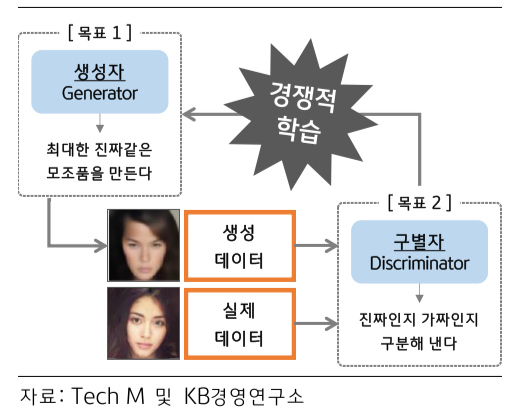 [ 목표 1 ]
생성자
Generator
최대한 진짜같은
모조품을 만든다
경쟁적
학습
생성
데이터
실제
데이터
[ 목표 2 ]
구별자
Discriminator
진짜인지 가짜인지
구분해 낸다
자료: Tech M 및 KB경영연구소